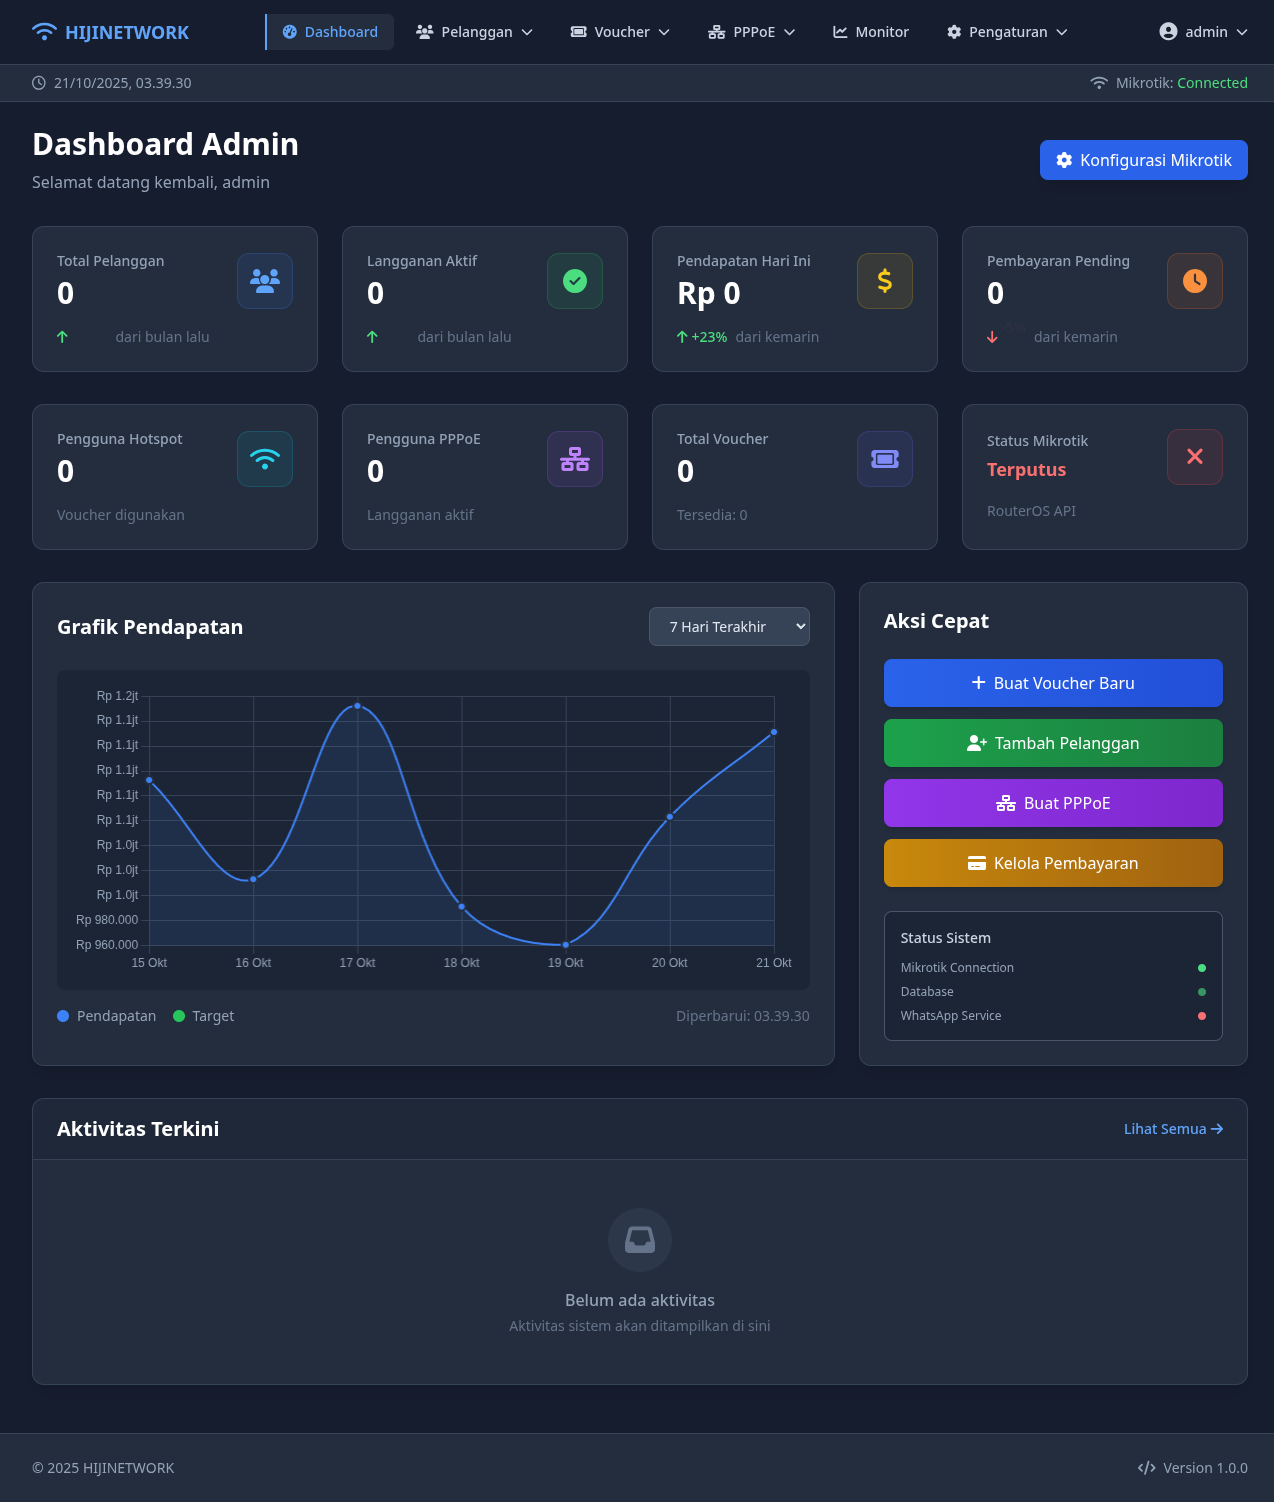 HIJINETWORK
Dashboard
Pelanggan
Voucher
PPPoE
Monitor
Pengaturan
admin
21/10/2025, 03.39.30
Mikrotik: Connected
Dashboard Admin
Selamat datang kembali, admin
Konfigurasi Mikrotik
Total Pelanggan
0
dari bulan lalu
Langganan Aktif
0
dari bulan lalu
Pendapatan Hari Ini
Rp 0
+23% dari kemarin
Pembayaran Pending
0
dari kemarin
Pengguna Hotspot
0
Voucher digunakan
Pengguna PPPoE
0
Langganan aktif
Total Voucher
0
Tersedia: 0
Status Mikrotik
Terputus
RouterOS API
Grafik Pendapatan
7 Hari Terakhir
Rp 1.2jt
Rp 1.1jt
Rp 1.1jt
Rp 1.1jt
Rp 1.1jt
Rp 1.1jt
Rp 1.0jt
Rp 1.0jt
Rp 1.0jt
Rp 980.000
Rp 960.000
15 Okt 16 Okt 17 Okt 18 Okt 19 Okt 20 Okt 21 Okt
Pendapatan
Target
Diperbarui: 03.39.30
Aksi Cepat
Buat Voucher Baru
Tambah Pelanggan
Buat PPPoE
Kelola Pembayaran
Status Sistem
Mikrotik Connection
Database
WhatsApp Service
Aktivitas Terkini
Lihat Semua
Belum ada aktivitas
Aktivitas sistem akan ditampilkan di sini
© 2025 HIJINETWORK
Version 1.0.0